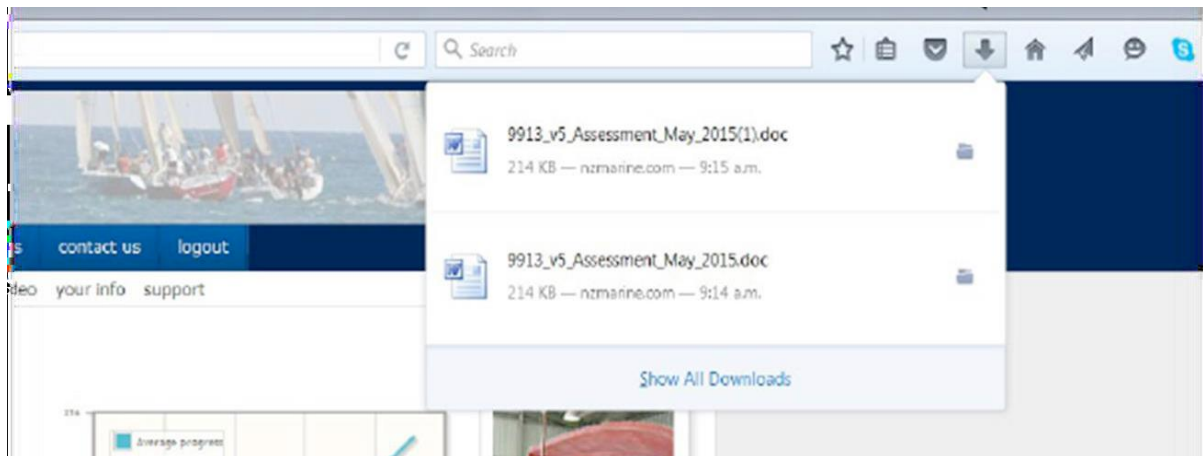 Search
9913_v5_Assessment_May_2015(1).doc
214 KB — nzmarine.com — 9:15 a.m.
9913_v5_Assessment_May_2015.doc
214 KB — nzmarine.com — 9:14 a.m.
Show All Downloads
s contact us logout
deo your info support
Average progress